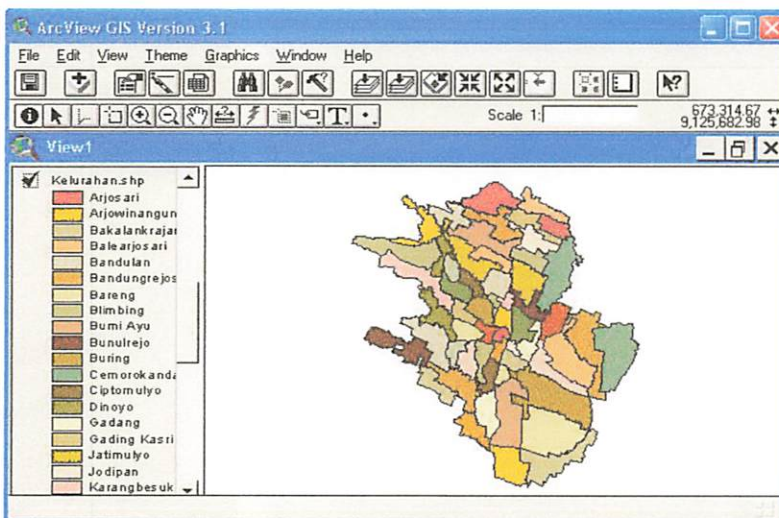 ArcView GIS Version 3.1
File Edit View Theme Graphics Window Help
Scale 1: 673,314.67
9,125,682.98
View1
Kelurahan.shp
Arjosari
Arjowinangun
Bakalankrajan
Balearjosari
Bandulan
Bandungrejos
Bareng
Blimbing
Bumi Ayu
Bunulrejo
Buring
Cemorokanda
Ciptomulyo
Dinoyo
Gadang
Gading Kasri
Jatimulyo
Jodipan
Karangbesuk